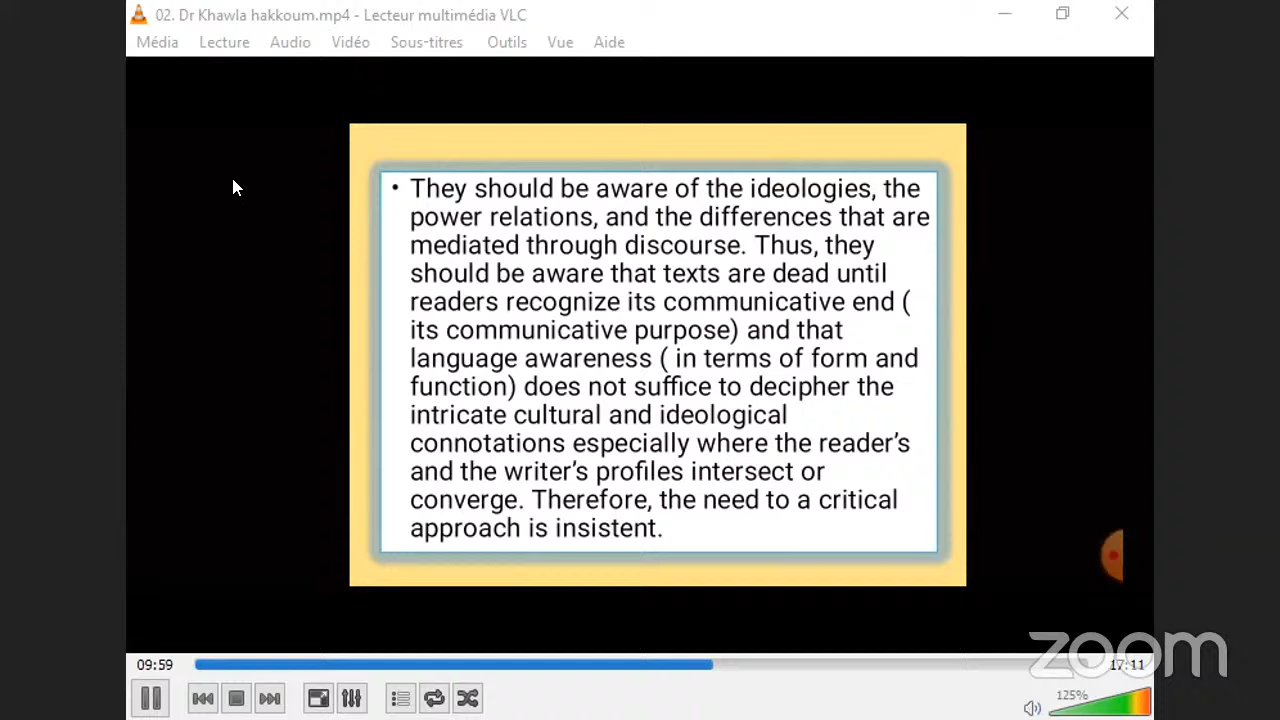 02. Dr Khawla hakkoum.mp4 - Lecteur multimédia VLC
Média Lecture Audio Vidéo Sous-titres Outils Vue Aide
• They should be aware of the ideologies, the
power relations, and the differences that are
mediated through discourse. Thus, they
should be aware that texts are dead until
readers recognize its communicative end (
its communicative purpose) and that
language awareness ( in terms of form and
function) does not suffice to decipher the
intricate cultural and ideological
connotations especially where the reader's
and the writer's profiles intersect or
converge. Therefore, the need to a critical
approach is insistent.
zoom
09:59 17:11
125%